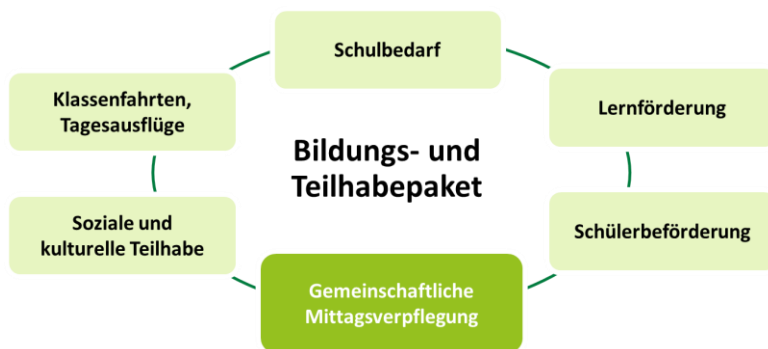 Schulbedarf
Klassenfahrten,
Tagesausflüge
Lernförderung
Bildungs- und
Teilhabepaket
Soziale und
kulturelle Teilhabe
Schülerbeförderung
Gemeinschaftliche
Mittagsverpflegung